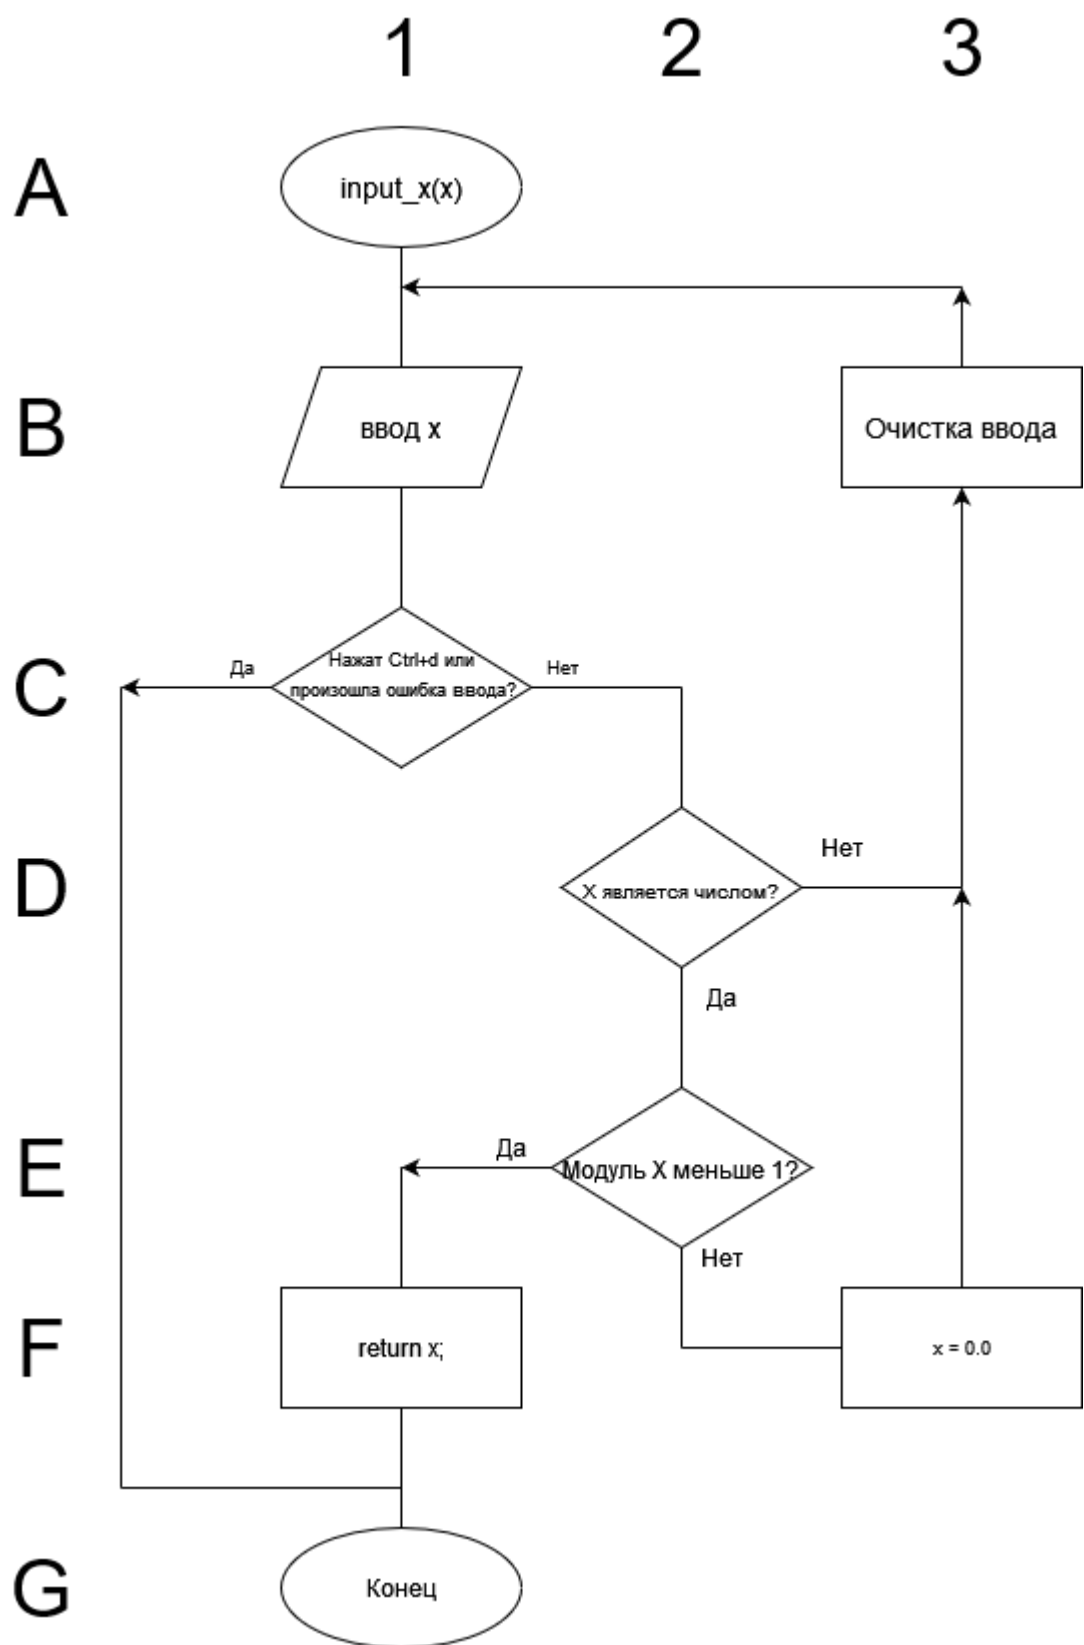 1 2 3
A
input_x(x)
B
ввод x
Очистка ввода
C
Да
Нажат Ctrl+d или
произошла ошибка ввода?
Нет
D
X является числом?
Нет
Да
E
Да
Модуль X меньше 1?
Нет
F
return x;
x = 0.0
G
Конец